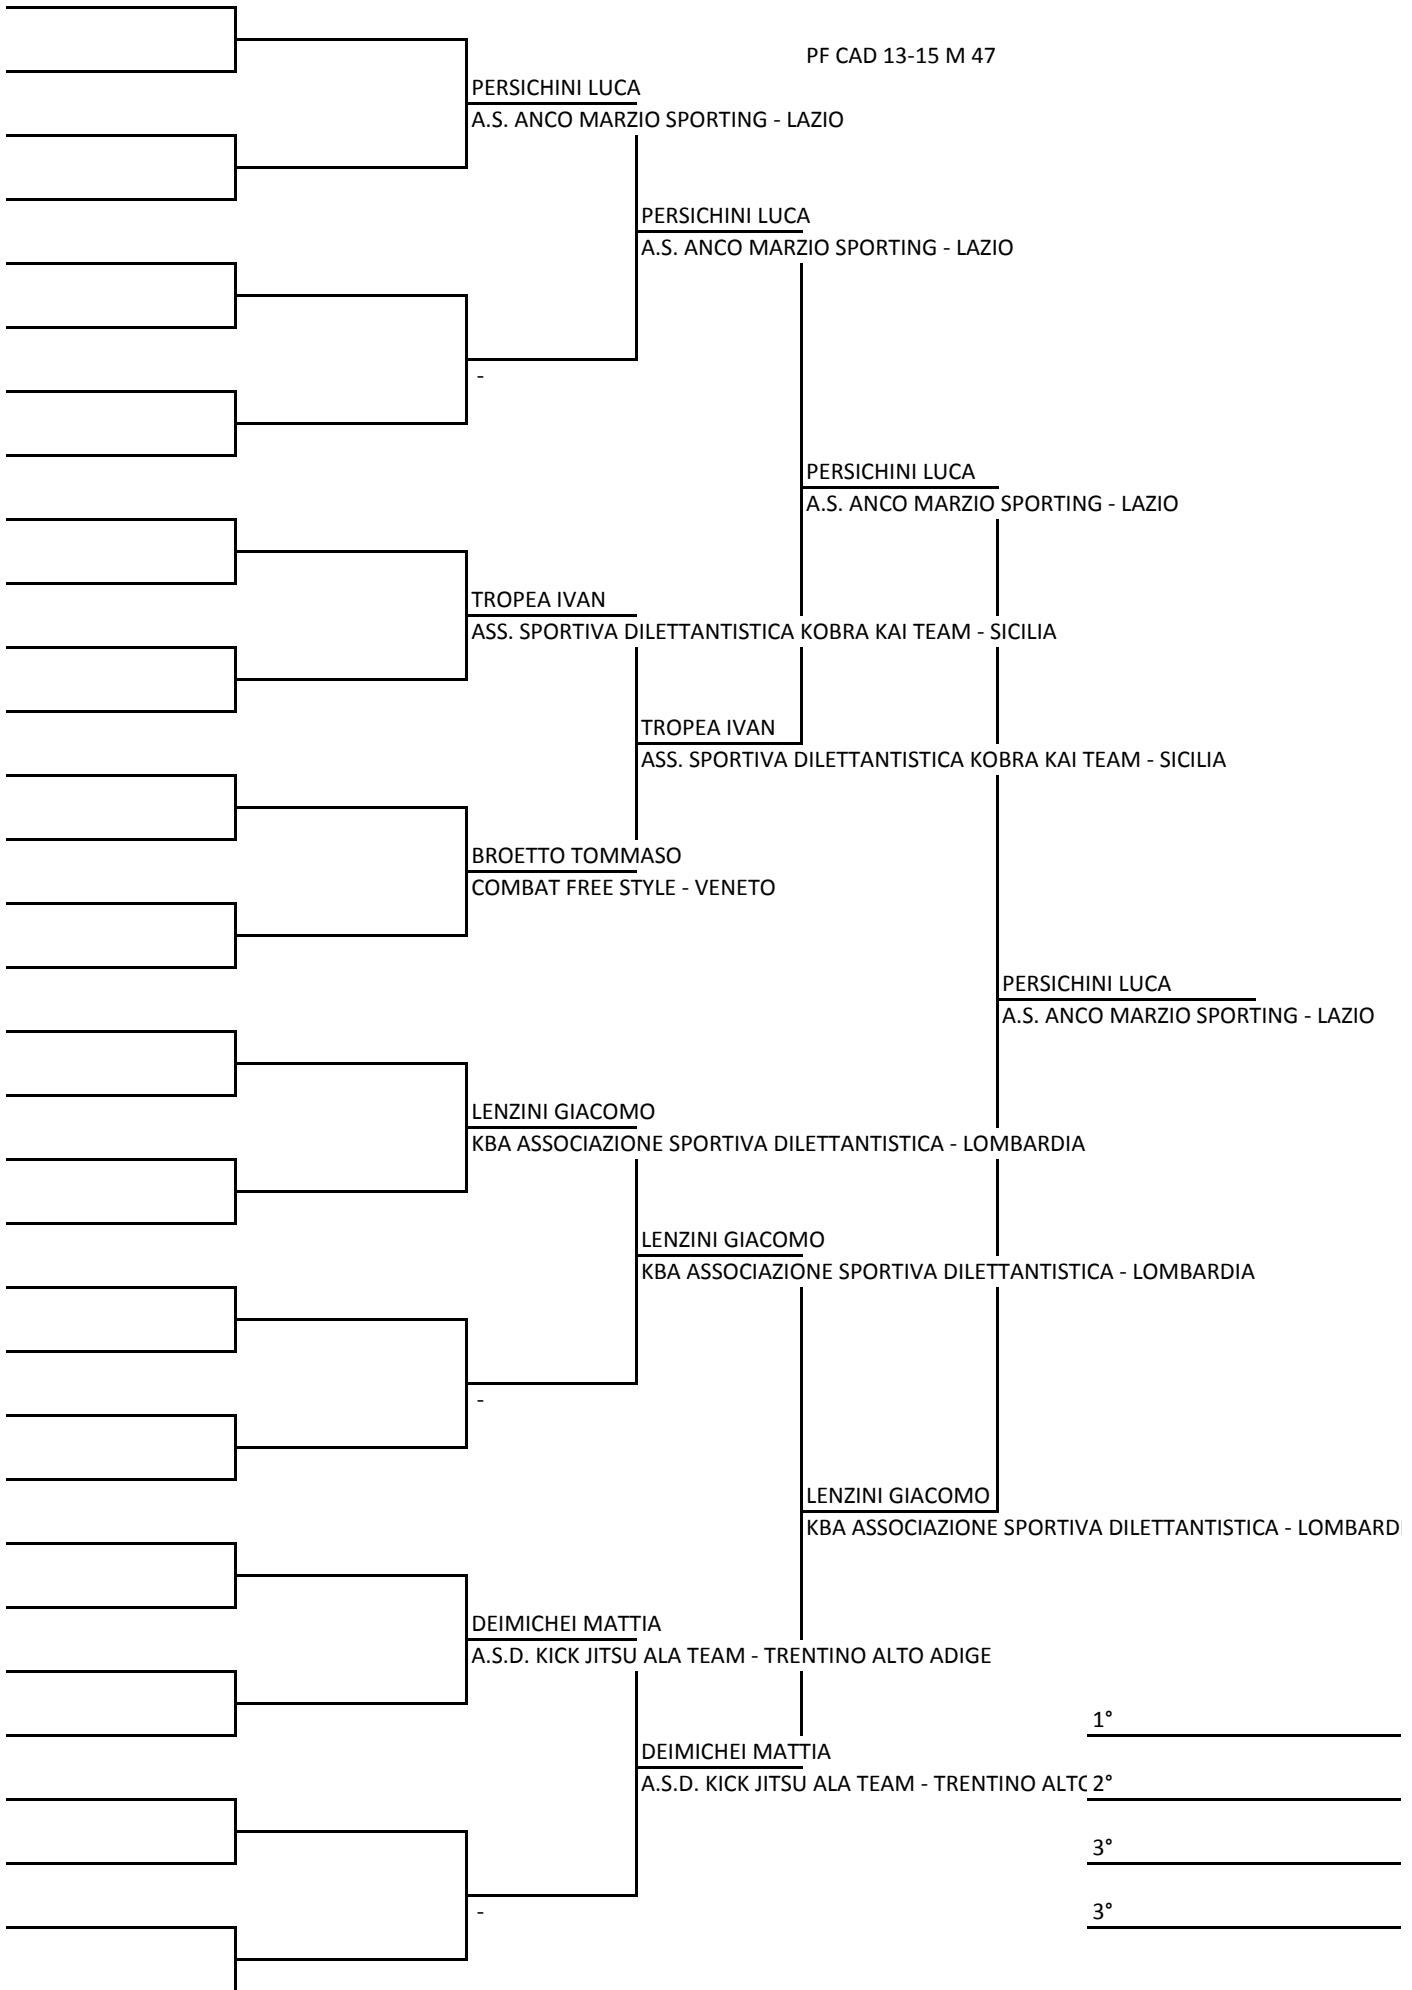 PF CAD 13-15 M 47
PERSICHINI LUCA
A.S. ANCO MARZIO SPORTING - LAZIO
PERSICHINI LUCA
A.S. ANCO MARZIO SPORTING - LAZIO
-
PERSICHINI LUCA
A.S. ANCO MARZIO SPORTING - LAZIO
TROPEA IVAN
ASS. SPORTIVA DILETTANTISTICA KOBRA KAI TEAM - SICILIA
TROPEA IVAN
ASS. SPORTIVA DILETTANTISTICA KOBRA KAI TEAM - SICILIA
BROETTO TOMMASO
COMBAT FREE STYLE - VENETO
PERSICHINI LUCA
A.S. ANCO MARZIO SPORTING - LAZIO
LENZINI GIACOMO
KBA ASSOCIAZIONE SPORTIVA DILETTANTISTICA - LOMBARDIA
LENZINI GIACOMO
KBA ASSOCIAZIONE SPORTIVA DILETTANTISTICA - LOMBARDIA
-
LENZINI GIACOMO
KBA ASSOCIAZIONE SPORTIVA DILETTANTISTICA - LOMBARDI
DEIMICHEI MATTIA
A.S.D. KICK JITSU ALA TEAM - TRENTINO ALTO ADIGE
1°
DEIMICHEI MATTIA
A.S.D. KICK JITSU ALA TEAM - TRENTINO ALTO
2°
3°
-
3°